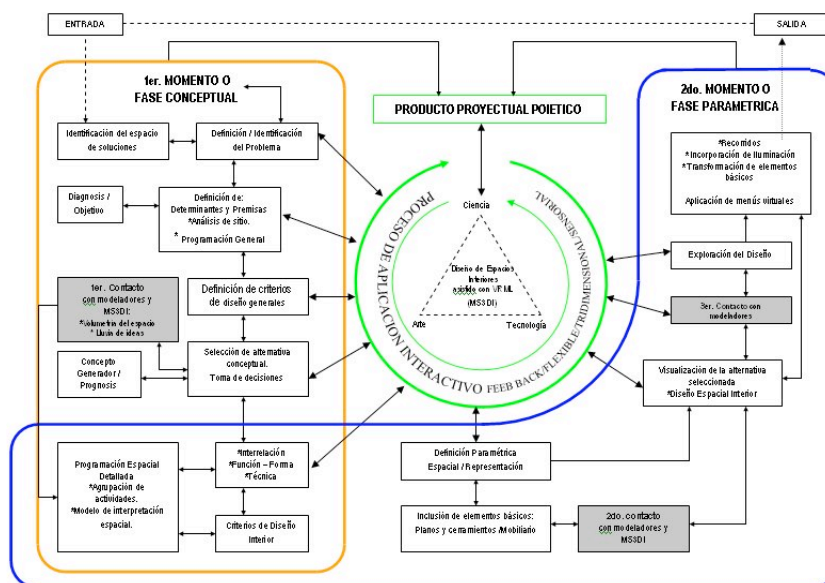 ENTRADA
SALIDA
1er. MOMENTO O
FASE CONCEPTUAL
Identificación del espacio
de soluciones
Definición / Identificación
del Problema
Diagnosis /
Objetivo
Definición de:
Determinantes y Premisas
*Análisis de sitio.
* Programación General
1er. Contacto
con modeladores y
MS3DI:
*Volumetría del espacio
* Lluvia de ideas
Definición de criterios de
diseño generales
Concepto
Generador /
Prognosis
Selección de alternativa
conceptual.
Toma de decisiones
Programación Espacial
Detallada
*Agrupación de
actividades.
*Modelo de interpretación
espacial.
*Interrelación
*Función – Forma
*Técnica
Criterios de Diseño
Interior
PRODUCTO PROYECTUAL POIETICO
PROCESO DE APLICACION INTERACTIVO FEEB BACK/FLEXIBLE/TRIDIMENSIONAL/SENSORIAL
Ciencia
Diseño de Espacios
Interiores
asistido con VRML
(MS3DI)
Arte
Tecnología
Definición Paramétrica
Espacial / Representación
Inclusión de elementos básicos:
Planos y cerramientos /Mobiliario
2do. contacto
con modeladores y
MS3DI
2do. MOMENTO O
FASE PARAMETRICA
*Recorridos
*Incorporación de iluminación
*Transformación de elementos
básicos
Aplicación de menús virtuales
Exploración del Diseño
3er. Contacto con
modeladores
Visualización de la alternativa
seleccionada
*Diseño Espacial Interior